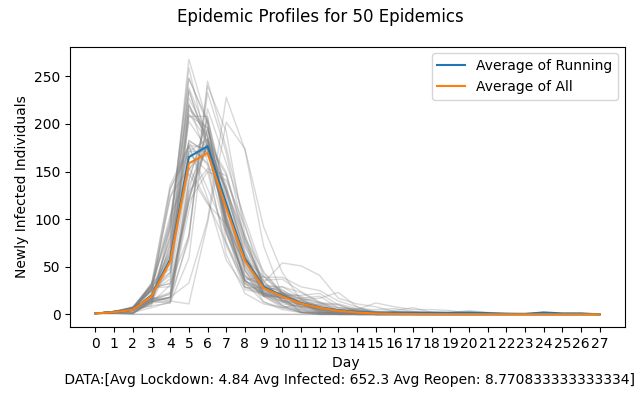 Epidemic Profiles for 50 Epidemics
Average of Running
Average of All
Newly Infected Individuals
250
200
150
100
50
0
0 1 2 3 4 5 6 7 8 9 10 11 12 13 14 15 16 17 18 19 20 21 22 23 24 25 26 27
Day
DATA:[Avg Lockdown: 4.84 Avg Infected: 652.3 Avg Reopen: 8.770833333333334]